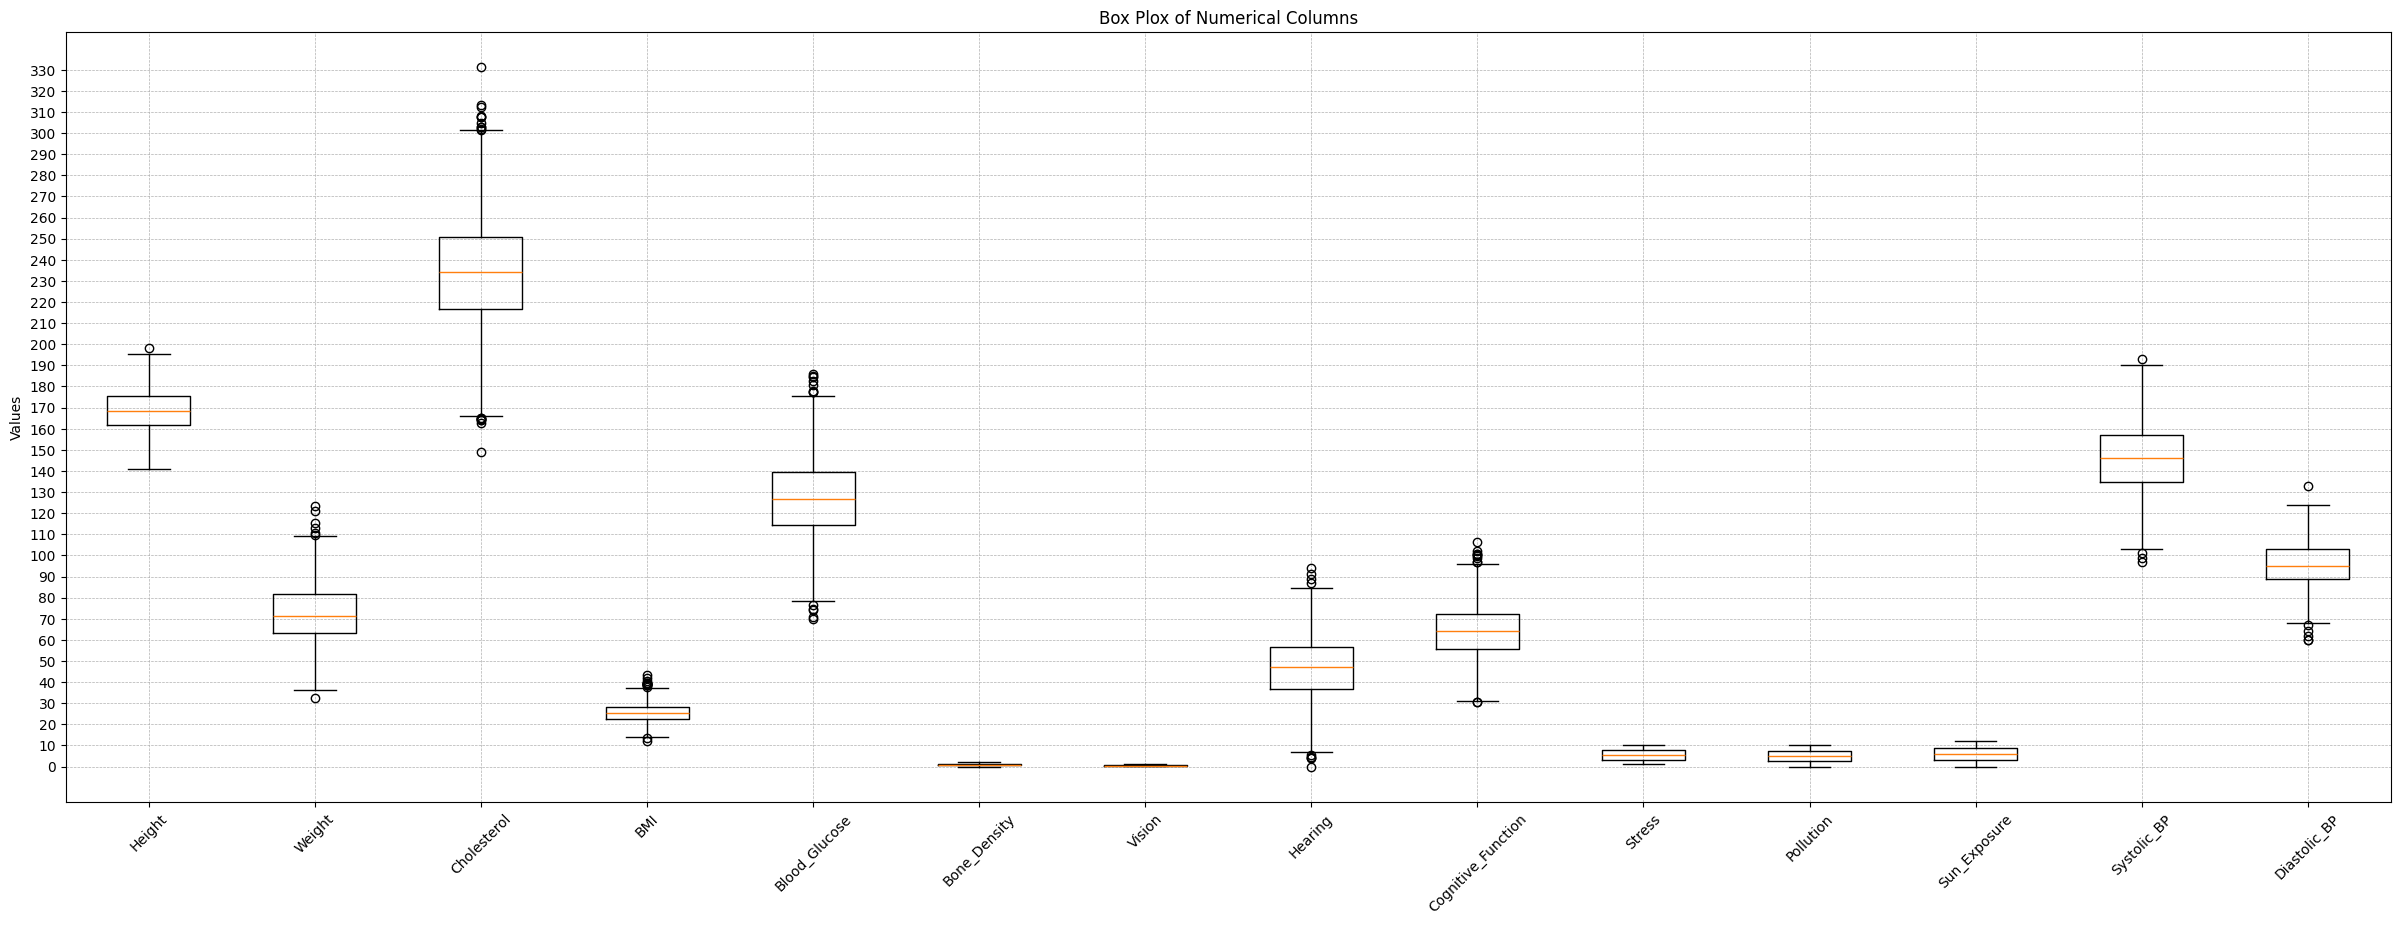 Box Plox of Numerical Columns
Values
330
320
310
300
290
280
270
260
250
240
230
220
210
200
190
180
170
160
150
140
130
120
110
100
90
80
70
60
50
40
30
20
10
0
Height
Weight
Cholesterol
BMI
Blood_Glucose
Bone_Density
Vision
Hearing
Cognitive_Function
Stress
Pollution
Sun_Exposure
Systolic_BP
Diastolic_BP